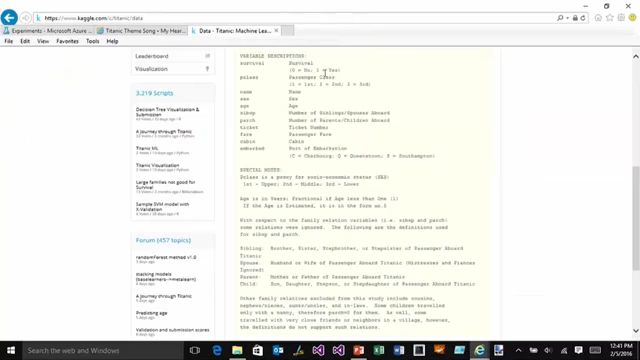 https://www.kaggle.com/c/titanic/data
Experiments - Microsoft Azure
Titanic Theme Song • My Hea...
Data - Titanic: Machine Lea...
File Edit View Favorites Tools Help
Leaderboard
Visualization
3,219 Scripts
Decision Tree Visualization & Submission
A Journey through Titanic
Titanic ML
Titanic Visualization
Large families not good for Survival
Sample SVM model with X-Validation
Forum (457 topics)
randomForest method v1.0
stacking models (baselearners->metalearn)
Predicting age
Validation and submission scores
VARIABLE DESCRIPTIONS:
survival Survival
(0 = No; 1 = Yes)
pclass Passenger Class
(1 = 1st; 2 = 2nd; 3 = 3rd)
name Name
sex Sex
age Age
sibsp Number of Siblings/Spouses Aboard
parch Number of Parents/Children Aboard
ticket Ticket Number
fare Passenger Fare
cabin Cabin
embarked Port of Embarkation
(C = Cherbourg; Q = Queenstown; S = Southampton)
SPECIAL NOTES:
Pclass is a proxy for socio-economic status (SES)
1st ~ Upper; 2nd ~ Middle; 3rd ~ Lower
Age is in Years; Fractional if Age less than One (1)
If the Age is Estimated, it is in the form xx.5
With respect to the family relation variables (i.e. sibsp and parch)
some relations were ignored. The following are the definitions used
for sibsp and parch.
Sibling: Brother, Sister, Stepbrother, or Stepsister of Passenger Aboard
Titanic
Spouse: Husband or Wife of Passenger Aboard Titanic (Mistresses and Fiances
Ignored)
Parent: Mother or Father of Passenger Aboard Titanic
Child: Son, Daughter, Stepson, or Stepdaughter of Passenger Aboard Titanic
Other family relatives excluded from this study include cousins,
nephews/nieces, aunts/uncles, and in-laws. Some children travelled
only with a nanny, therefore parch=0 for them. As well, some
travelled with very close friends or neighbors in a village, however,
the definitions do not support such relations.
Search the web and Windows
12:41 PM
2/5/2016